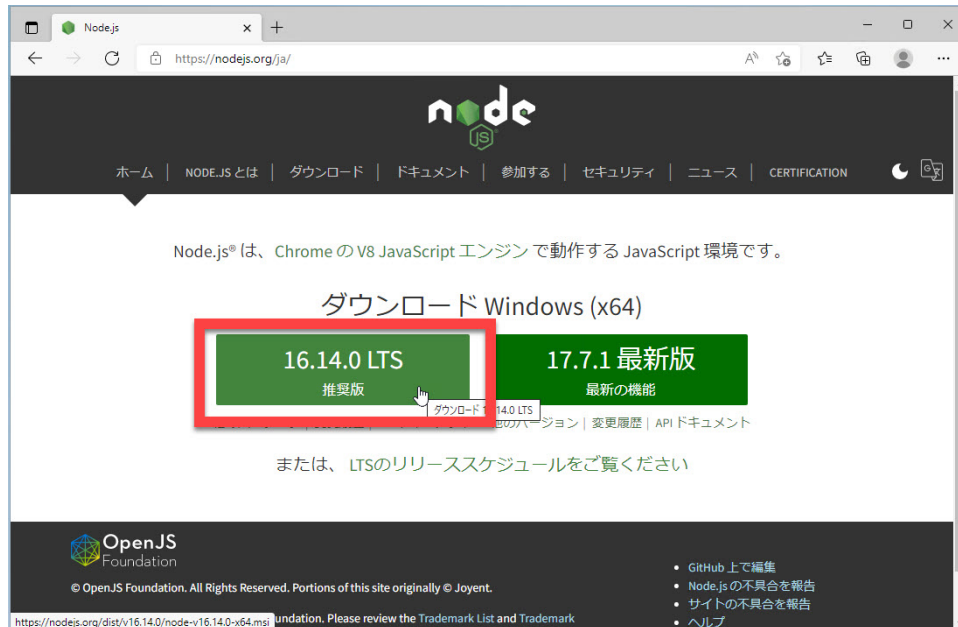 Node.js
https://nodejs.org/ja/
node
JS
ホーム | NODE.JS とは | ダウンロード | ドキュメント | 参加する | セキュリティ | ニュース | CERTIFICATION
Node.js® は、Chrome の V8 JavaScript エンジン で動作する JavaScript 環境です。
ダウンロード Windows (x64)
16.14.0 LTS
推奨版
17.7.1 最新版
最新の機能
ダウンロード 1 14.0 LTS
のバージョン | 変更履歴 | API ドキュメント
または、 LTSのリリーススケジュールをご覧ください
OpenJS
Foundation
© OpenJS Foundation. All Rights Reserved. Portions of this site originally © Joyent.
undation. Please review the Trademark List and Trademark
GitHub 上で編集
Node.js の不具合を報告
サイトの不具合を報告
ヘルプ
https://nodejs.org/dist/v16.14.0/node-v16.14.0-x64.msi